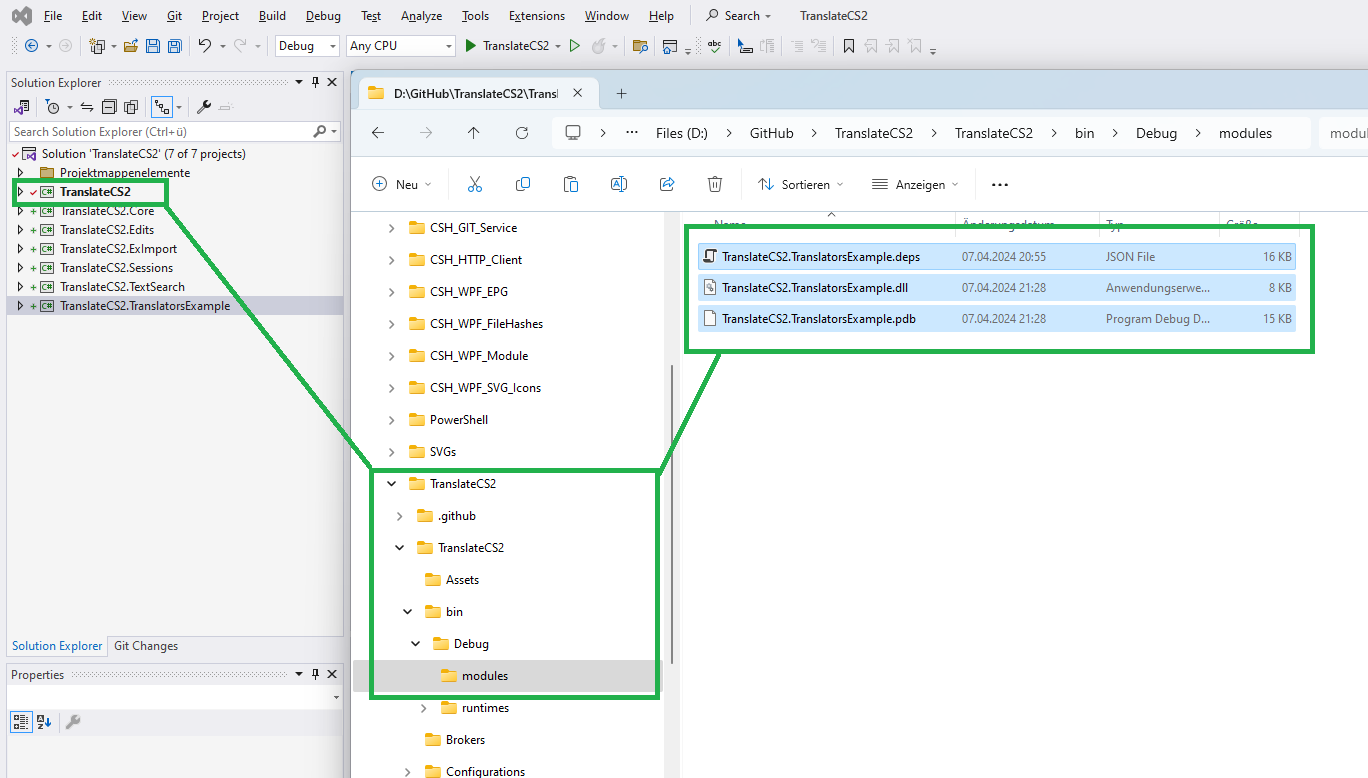 File Edit View Git Project Build Debug Test Analyze Tools Extensions Window Help Search TranslateCS2
Debug Any CPU TranslateCS2 abc
Solution Explorer
Search Solution Explorer (Ctrl+ü)
Solution 'TranslateCS2' (7 of 7 projects)
Projektmappenelemente
C# TranslateCS2
C# TranslateCS2.Core
C# TranslateCS2.Edits
C# TranslateCS2.ExImport
C# TranslateCS2.Sessions
C# TranslateCS2.TextSearch
C# TranslateCS2.TranslatorsExample
Solution Explorer Git Changes
Properties
D:\GitHub\TranslateCS2\Transl
Files (D:) GitHub TranslateCS2 TranslateCS2 bin Debug modules modul
Neu Sortieren Anzeigen
CSH_GIT_Service
CSH_HTTP_Client
CSH_WPF_EPG
CSH_WPF_FileHashes
CSH_WPF_Module
CSH_WPF_SVG_Icons
PowerShell
SVGs
TranslateCS2
.github
TranslateCS2
Assets
bin
Debug
modules
runtimes
Brokers
Configurations
Name Änderungsdatum Typ Größe
TranslateCS2.TranslatorsExample.deps 07.04.2024 20:55 JSON File 16 KB
TranslateCS2.TranslatorsExample.dll 07.04.2024 21:28 Anwendungserwe... 8 KB
TranslateCS2.TranslatorsExample.pdb 07.04.2024 21:28 Program Debug D... 15 KB